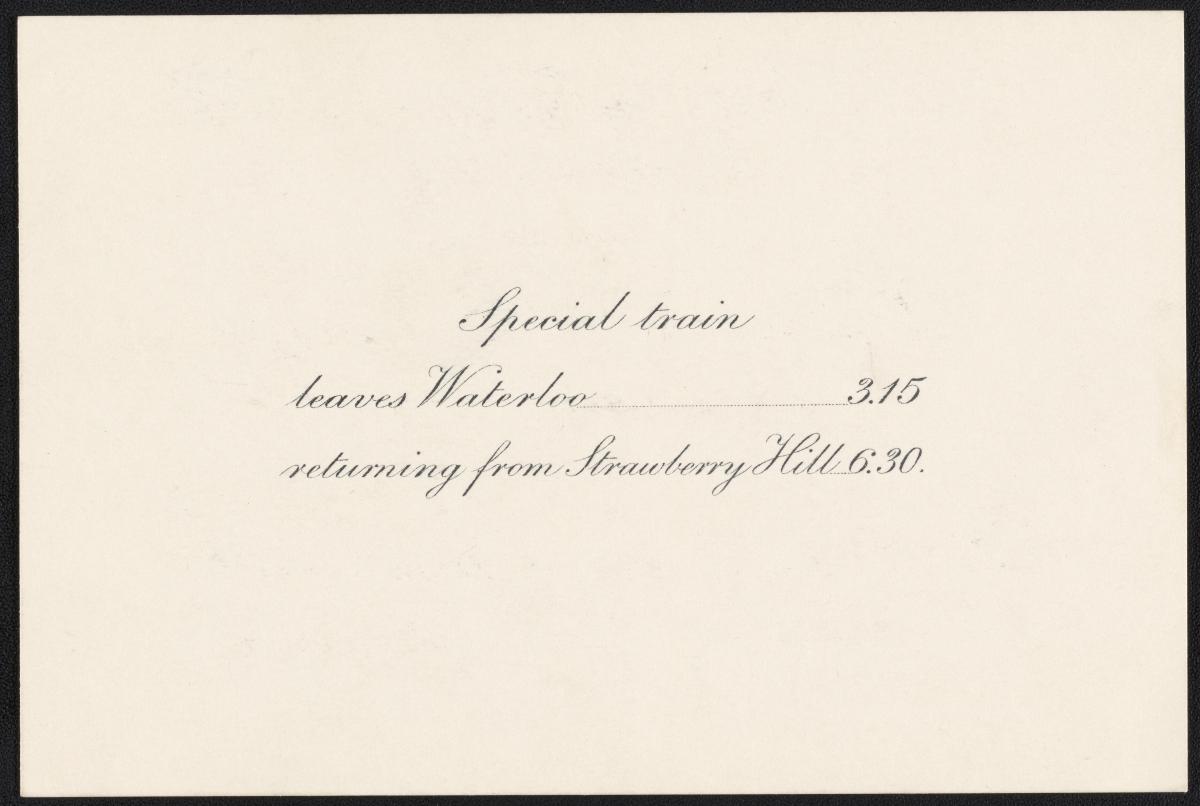 Special train
leaves Waterloo 3.15
returning from Strawberry Hill 6.30.